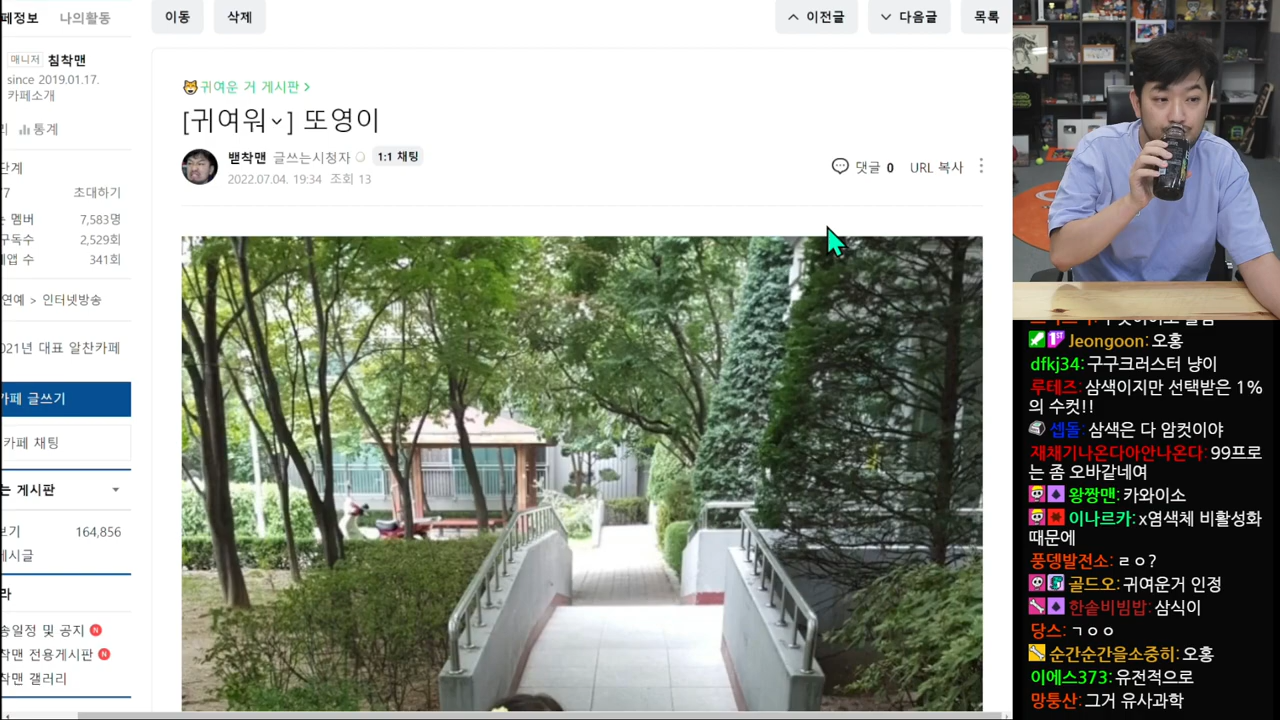 이동
삭제
이전글
다음글
목록
페정보
나의활동
매니저 침착맨
since 2019.01.17.
카페소개
통계
단계
초대하기
멤버
7,583명
구독수
2,529회
앱 수
341회
연예 > 인터넷방송
021년 대표 알찬카페
카페 글쓰기
카페 채팅
는 게시판
보기
164,856
게시글
라
송일정 및 공지 N
착맨 전용게시판 N
착맨 갤러리
귀여운 거 게시판 >
[귀여워⌄] 또영이
밷착맨 글쓰는시청자 1:1 채팅
2022.07.04. 19:34 조회 13
댓글 0 URL 복사
Jeongoon: 오홍
dfkj34: 구구크러스터 냥이
루테즈: 삼색이지만 선택받은 1%
의 수컷!!
셉돌: 삼색은 다 암컷이야
재채기나온다아안나온다: 99프로
는 좀 오바같네여
왕짱맨: 카와이소
이나르카: x염색체 비활성화
때문에
풍뎅발전소: ㄹㅇ?
골드오: 귀여운거 인정
한솥비빔밥: 삼식이
당스: ㄱㅇㅇ
순간순간을소중히: 오홍
이에스373: 유전적으로
망퉁산: 그거 유사과학